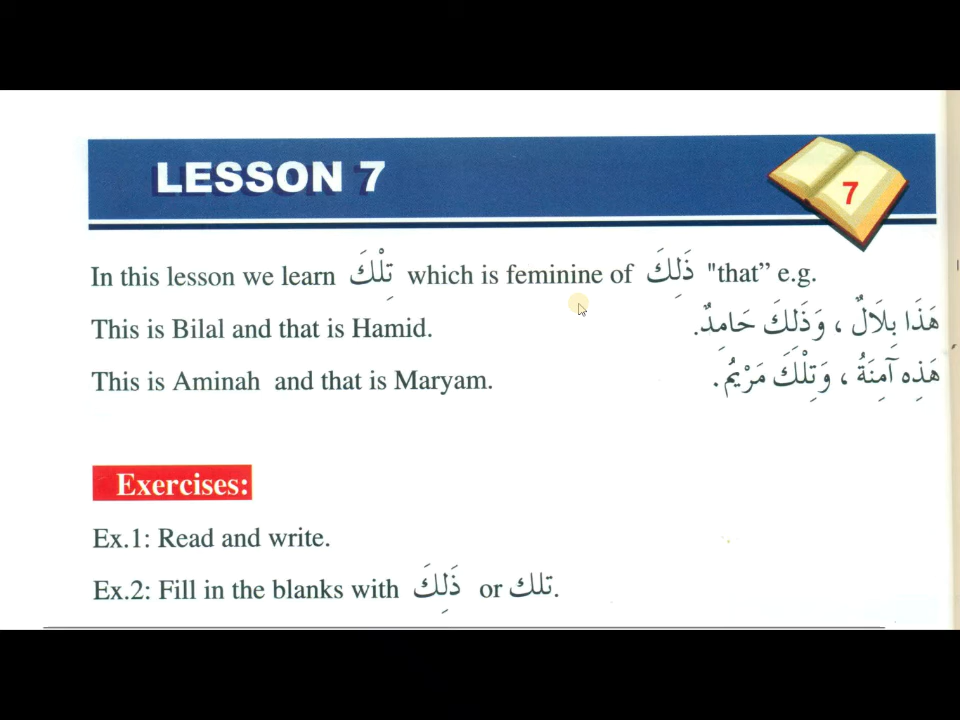 LESSON 7
7
In this lesson we learn تِلْكَ which is feminine of ذَلِكَ "that” e.g.
This is Bilal and that is Hamid. هَذَا بِلَالٌ ، وَذَلِكَ حَامِدٌ.
This is Aminah and that is Maryam. هَذِه آمِنَةُ ، وَتِلْكَ مَرْيَمُ.
Exercises:
Ex.1: Read and write.
Ex.2: Fill in the blanks with ذَلِكَ or تلك.